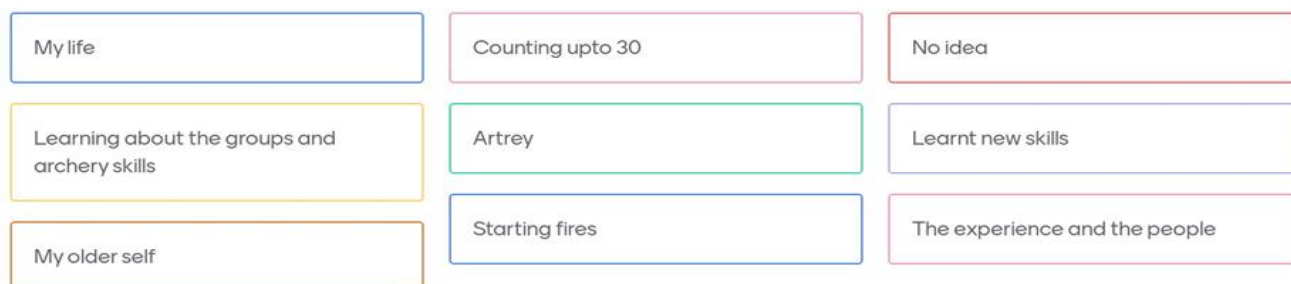 My life
Learning about the groups and
archery skills
My older self
Counting upto 30
Artrey
Starting fires
No idea
Learnt new skills
The experience and the people